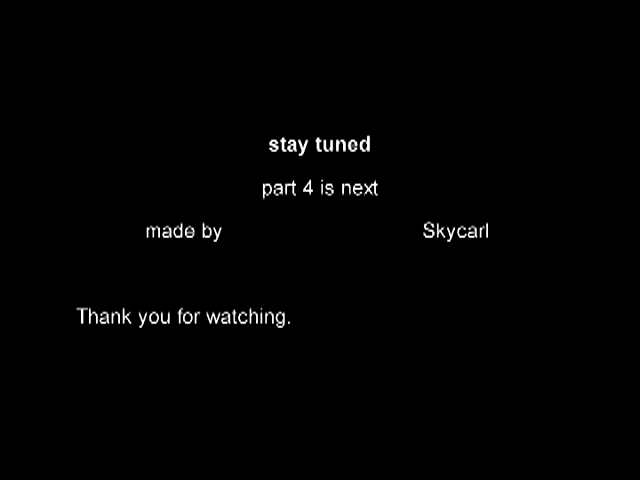 stay tuned
part 4 is next
made by Skycarl
Thank you for watching.